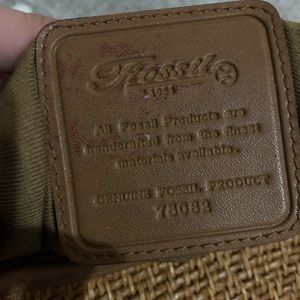 Fossil
1954
All Fossil Products are
handcrafted from the finest
materials available.
GENUINE FOSSIL PRODUCT
75082